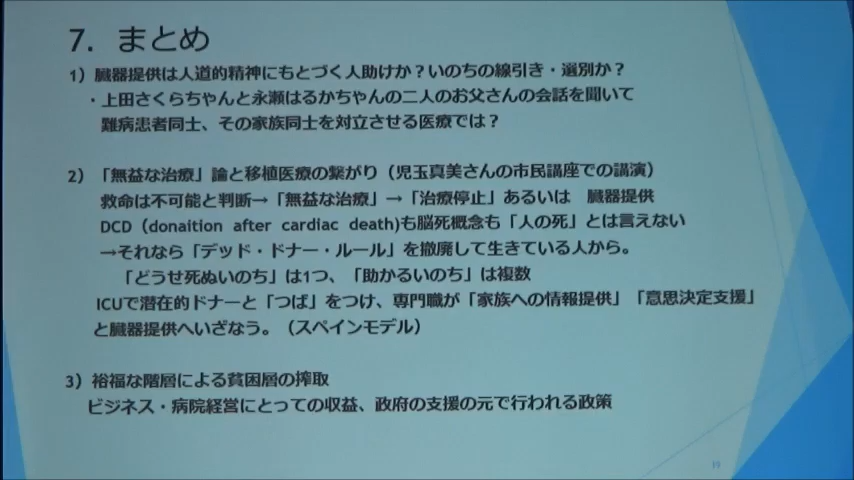 7. まとめ
1）臓器提供は人道的精神にもとづく人助けか？いのちの線引き・選別か？
・上田さくらちゃんと永瀬はるかちゃんの二人のお父さんの会話を聞いて
難病患者同士、その家族同士を対立させる医療では？
2）「無益な治療」論と移植医療の繋がり（児玉真美さんの市民講座での講演）
救命は不可能と判断→「無益な治療」→「治療停止」あるいは　臓器提供
DCD（donaition after cardiac death)も脳死概念も「人の死」とは言えない
→それなら「デッド・ドナー・ルール」を撤廃して生きている人から。
「どうせ死ぬいのち」は1つ、「助かるいのち」は複数
ICUで潜在的ドナーと「つば」をつけ、専門職が「家族への情報提供」「意思決定支援」
と臓器提供へいざなう。（スペインモデル）
3）裕福な階層による貧困層の搾取
ビジネス・病院経営にとっての収益、政府の支援の元で行われる政策